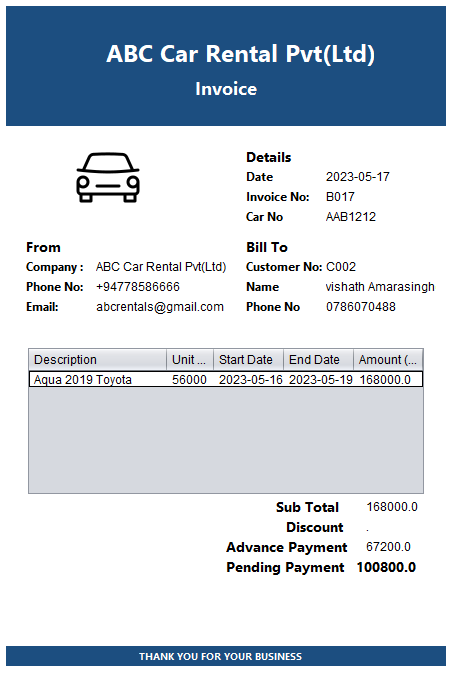 ABC Car Rental Pvt(Ltd)
Invoice
Details
Date 2023-05-17
Invoice No: B017
Car No AAB1212
From
Company : ABC Car Rental Pvt(Ltd)
Phone No: +94778586666
Email: abcrentals@gmail.com
Bill To
Customer No: C002
Name vishath Amarasingh
Phone No 0786070488
Description Unit ... Start Date End Date Amount (...
Aqua 2019 Toyota 56000 2023-05-16 2023-05-19 168000.0
Sub Total 168000.0
Discount .
Advance Payment 67200.0
Pending Payment 100800.0
THANK YOU FOR YOUR BUSINESS